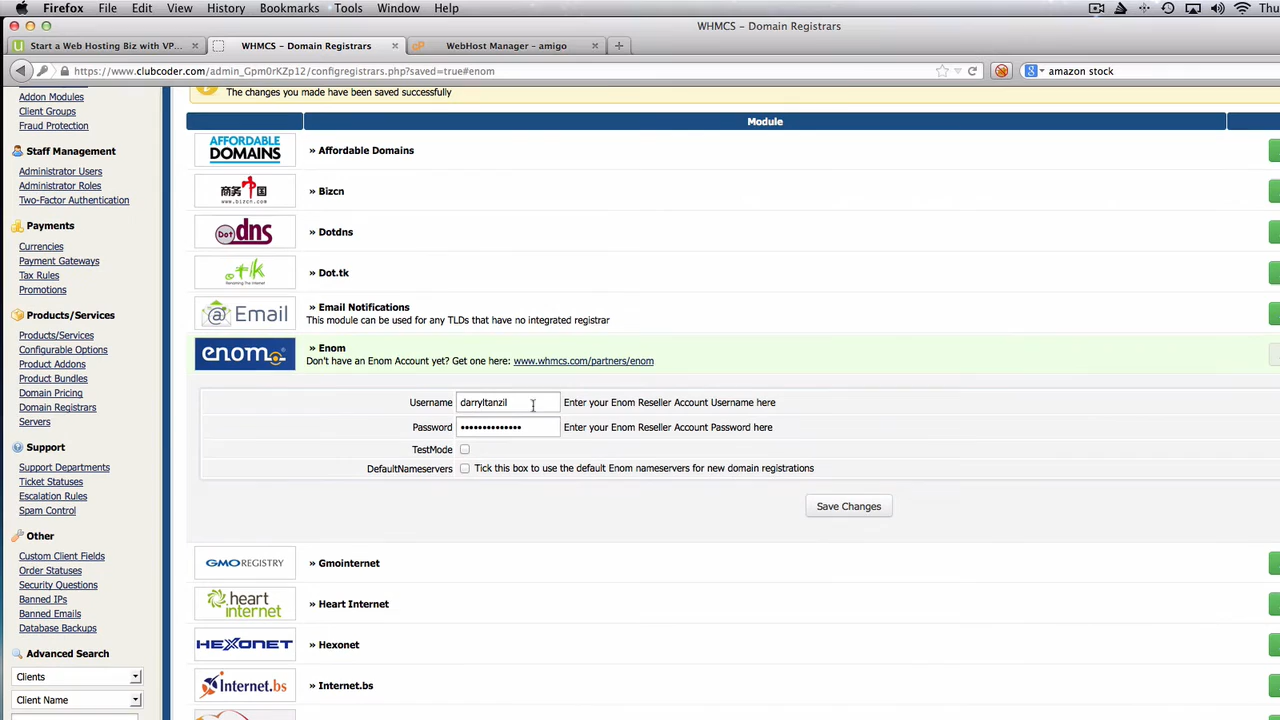 Firefox File Edit View History Bookmarks Tools Window Help Thu
WHMCS - Domain Registrars
Start a Web Hosting Biz with VP...
WHMCS - Domain Registrars
WebHost Manager - amigo
https://www.clubcoder.com/admin_Gpm0rKZp12/configregistrars.php?saved=true#enom
amazon stock
Addon Modules
Client Groups
Fraud Protection
Staff Management
Administrator Users
Administrator Roles
Two-Factor Authentication
Payments
Currencies
Payment Gateways
Tax Rules
Promotions
Products/Services
Products/Services
Configurable Options
Product Addons
Product Bundles
Domain Pricing
Domain Registrars
Servers
Support
Support Departments
Ticket Statuses
Escalation Rules
Spam Control
Other
Custom Client Fields
Order Statuses
Security Questions
Banned IPs
Banned Emails
Database Backups
Advanced Search
Clients
Client Name
The changes you made have been saved successfully
Module
AFFORDABLE
DOMAINS
» Affordable Domains
商务中国
www.bizcn.com
» Bizcn
Dot dns
» Dotdns
.tk
» Dot.tk
@ Email
» Email Notifications
This module can be used for any TLDs that have no integrated registrar
enom
» Enom
Don't have an Enom Account yet? Get one here: www.whmcs.com/partners/enom
Username darryltanzil Enter your Enom Reseller Account Username here
Password •••••••••••••• Enter your Enom Reseller Account Password here
TestMode
DefaultNameservers Tick this box to use the default Enom nameservers for new domain registrations
Save Changes
GMOREGISTRY
» Gmointernet
heart
internet
» Heart Internet
HEXONET
» Hexonet
Internet.bs
» Internet.bs